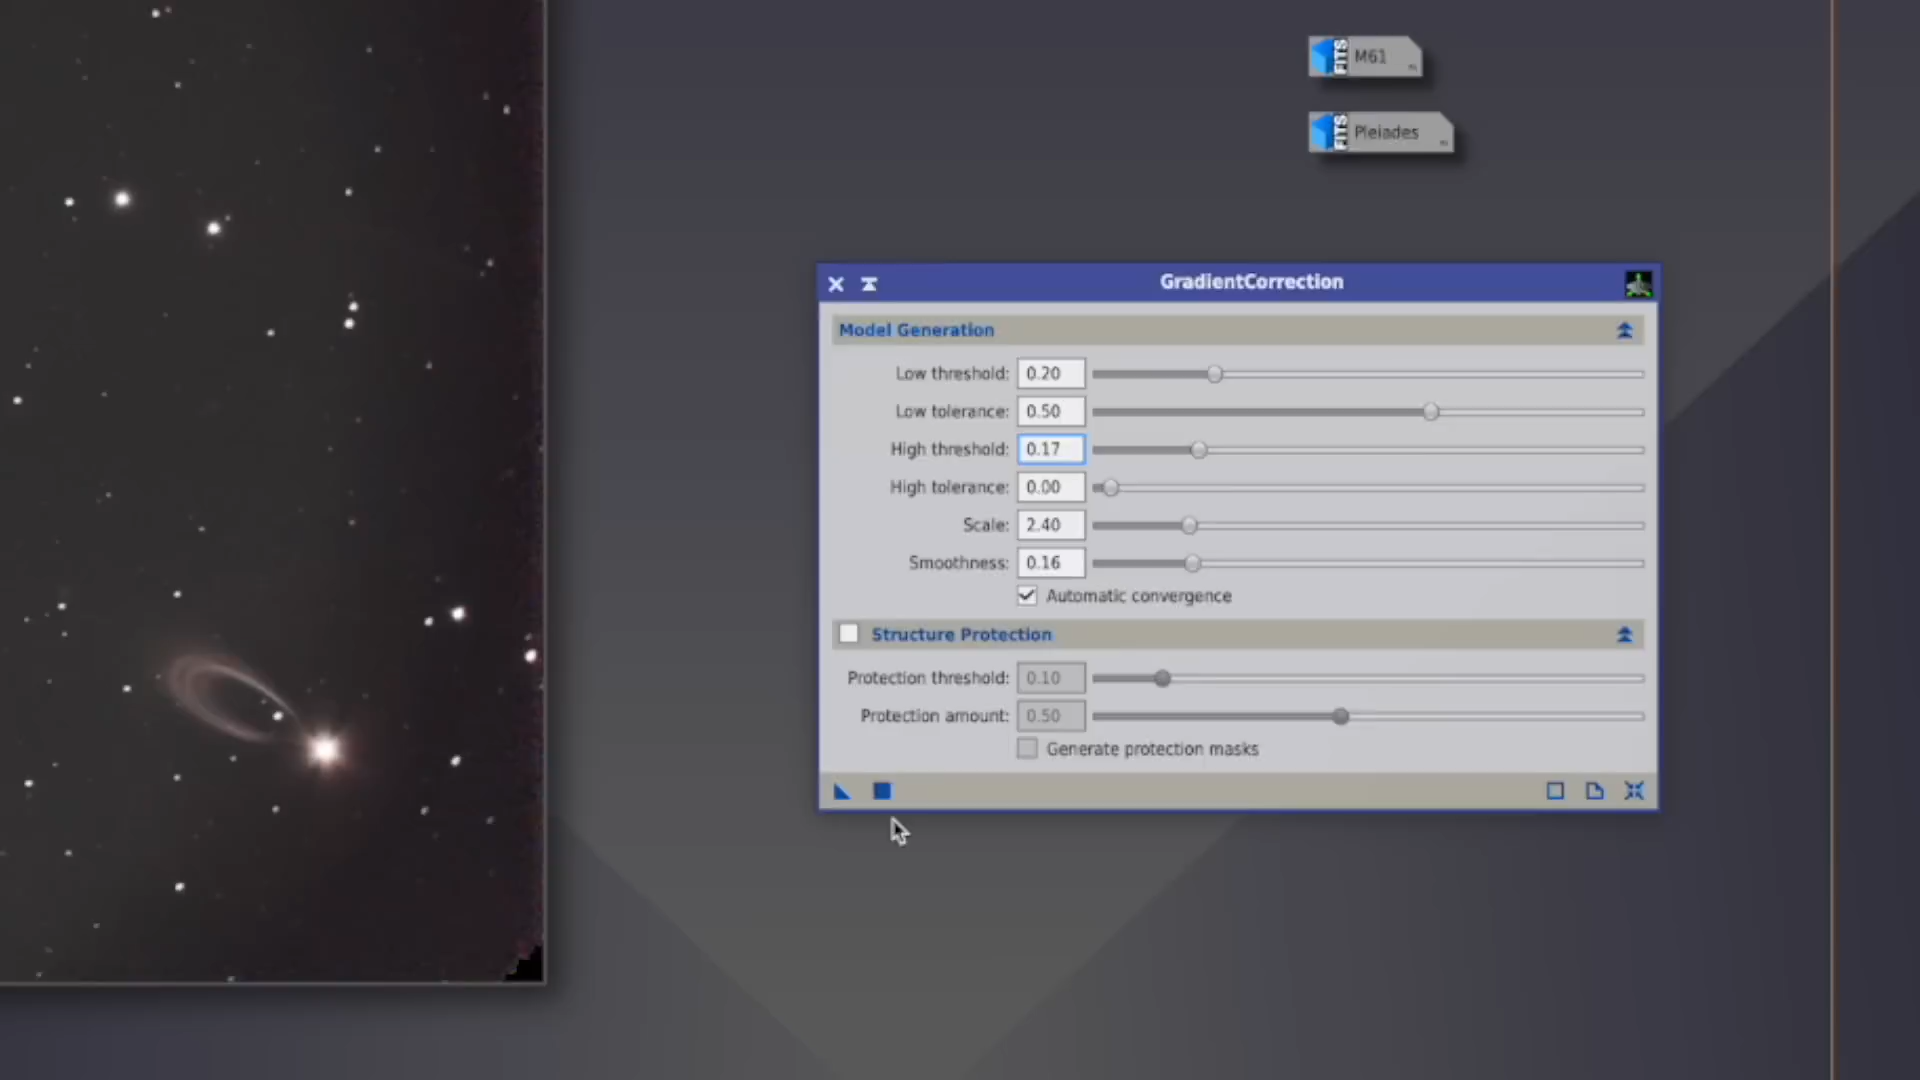 FITS M61
FITS Pleiades
GradientCorrection
Model Generation
Low threshold: 0.20
Low tolerance: 0.50
High threshold: 0.17
High tolerance: 0.00
Scale: 2.40
Smoothness: 0.16
Automatic convergence
Structure Protection
Protection threshold: 0.10
Protection amount: 0.50
Generate protection masks